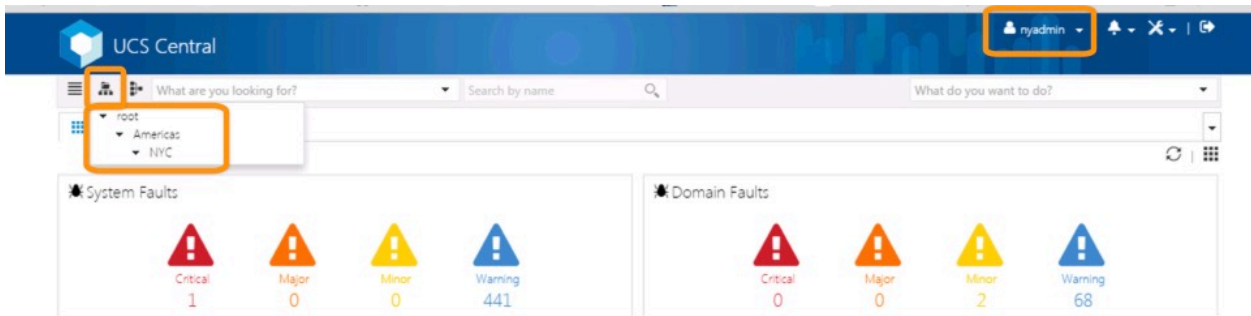 UCS Central
nyadmin
What are you looking for?
Search by name
What do you want to do?
root
Americas
NYC
System Faults
Critical
Major
Minor
Warning
1
0
0
441
Domain Faults
Critical
Major
Minor
Warning
0
0
2
68